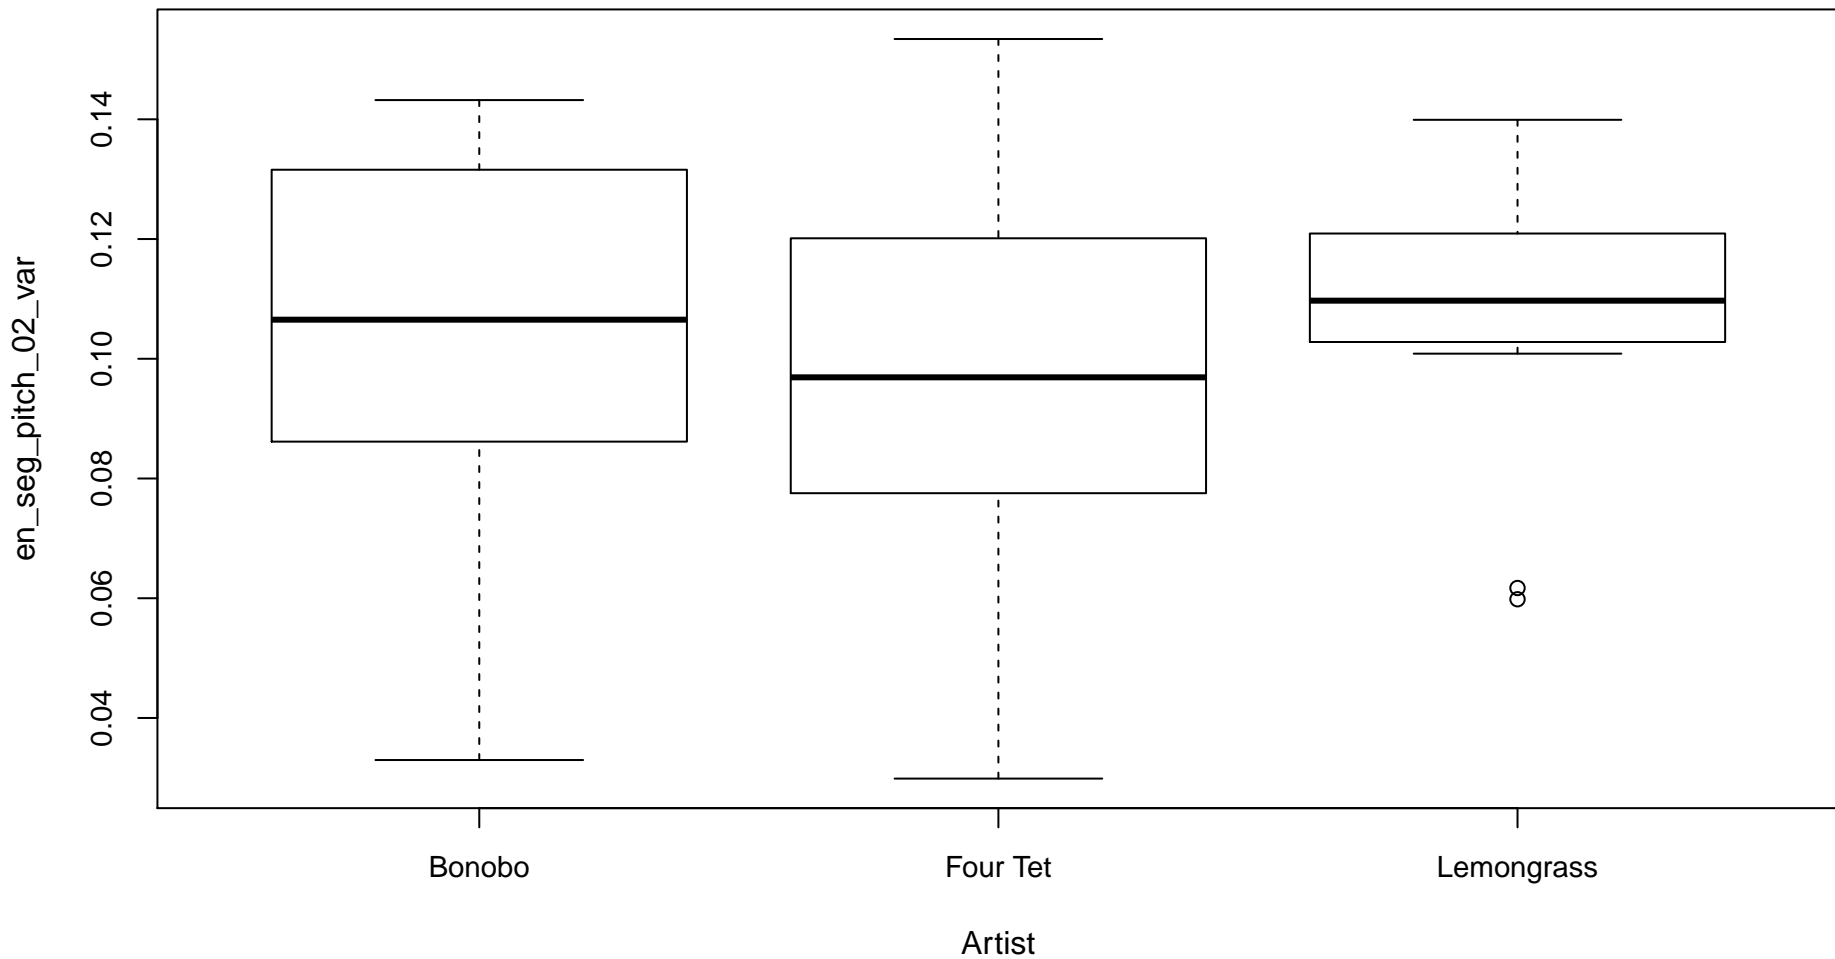 en_seg_pitch_02_var
0.14
0.12
0.10
0.08
0.06
0.04
Bonobo Four Tet Lemongrass
Artist